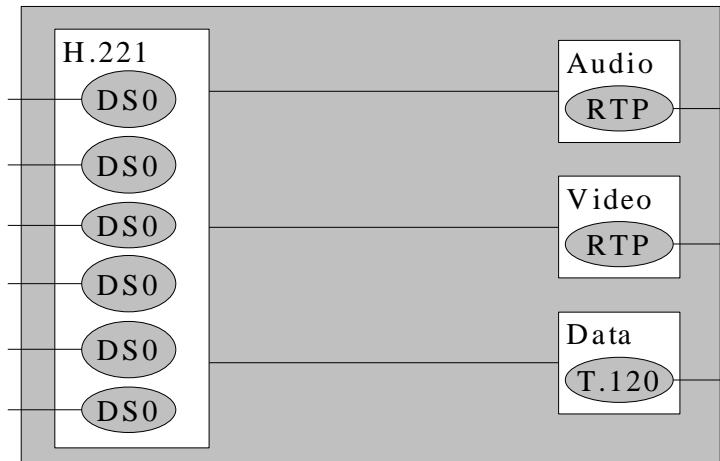 H.221
DS0
DS0
DS0
DS0
DS0
DS0
Audio
RTP
Video
RTP
Data
T.120